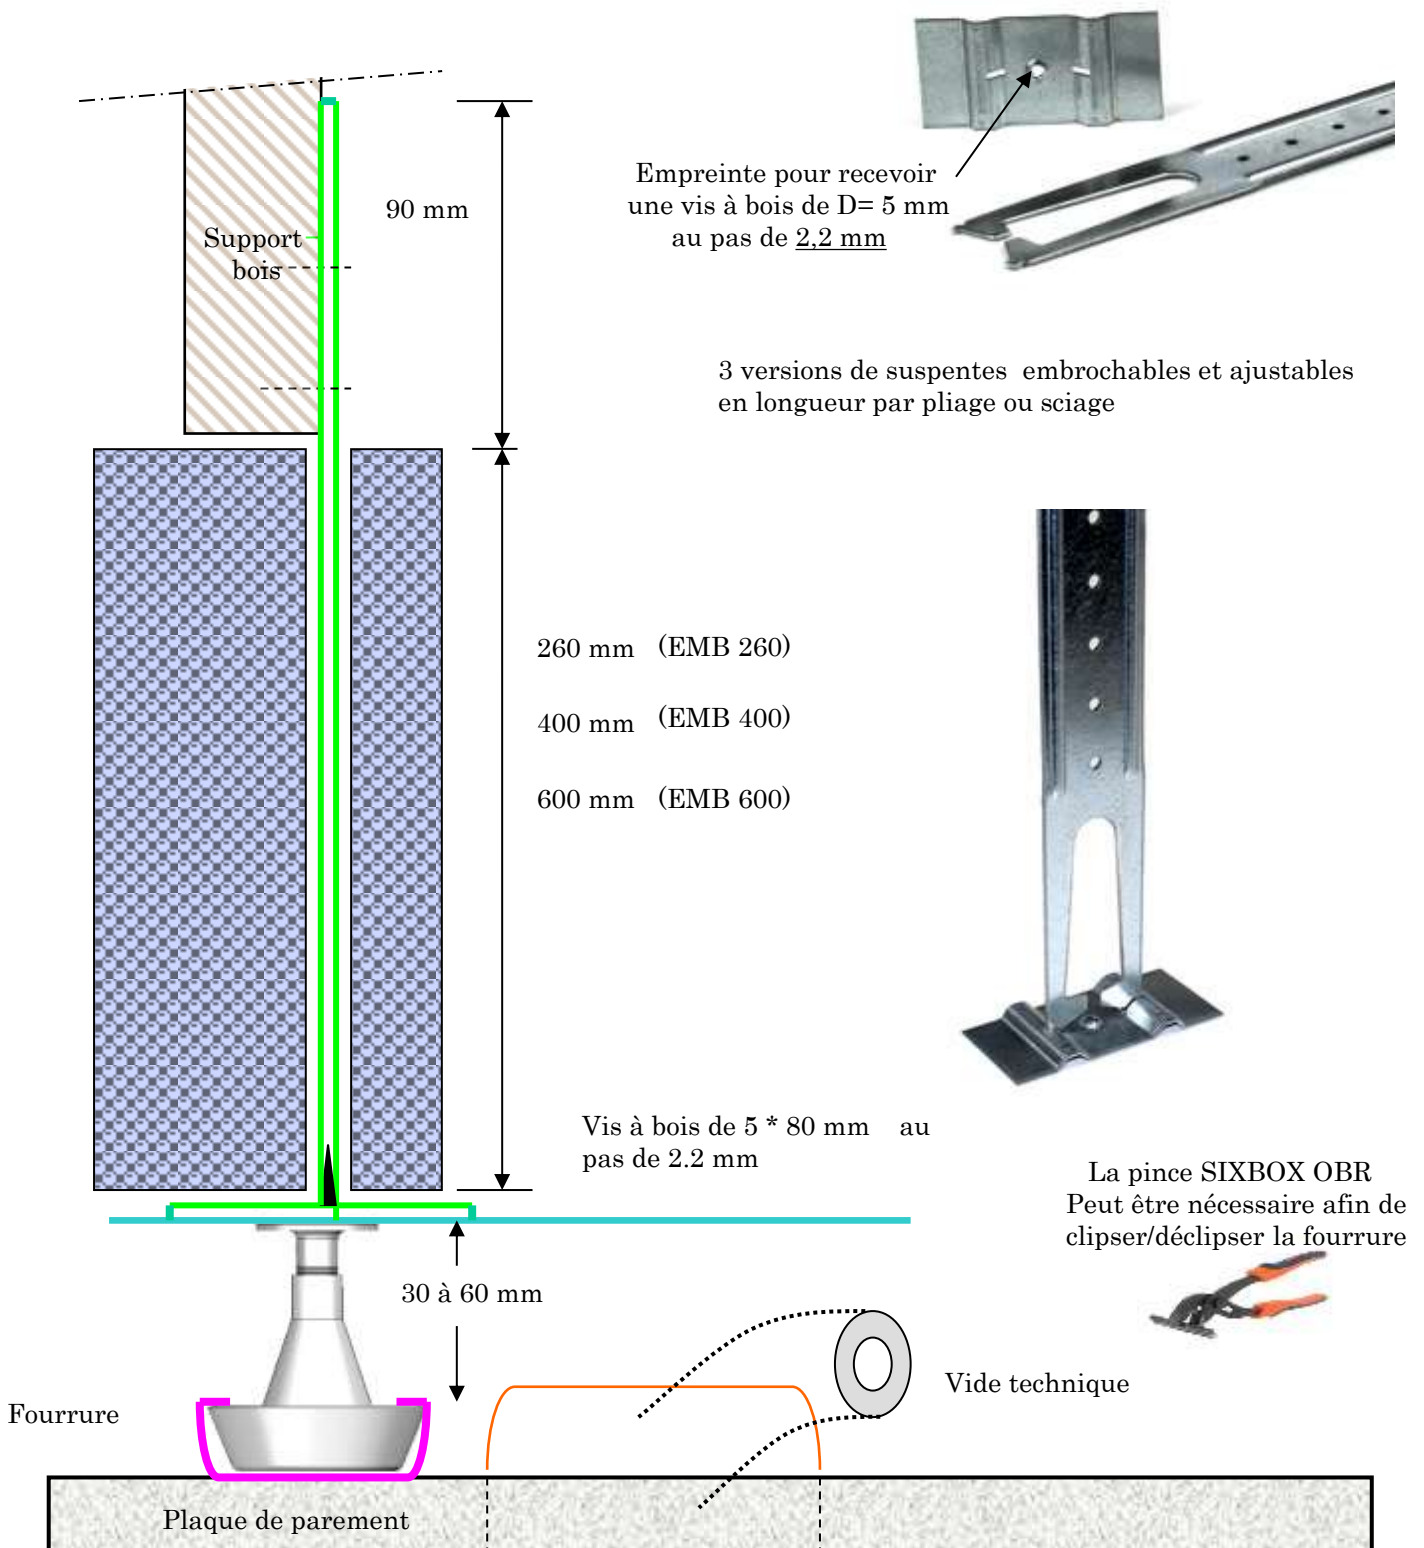 Empreinte pour recevoir
une vis à bois de D= 5 mm
au pas de 2,2 mm
90 mm
Support
bois
3 versions de suspentes embrochables et ajustables
en longueur par pliage ou sciage
260 mm (EMB 260)
400 mm (EMB 400)
600 mm (EMB 600)
Vis à bois de 5 * 80 mm au
pas de 2.2 mm
La pince SIXBOX OBR
Peut être nécessaire afin de
clipser/déclipser la fourrure
30 à 60 mm
Vide technique
Fourrure
Plaque de parement